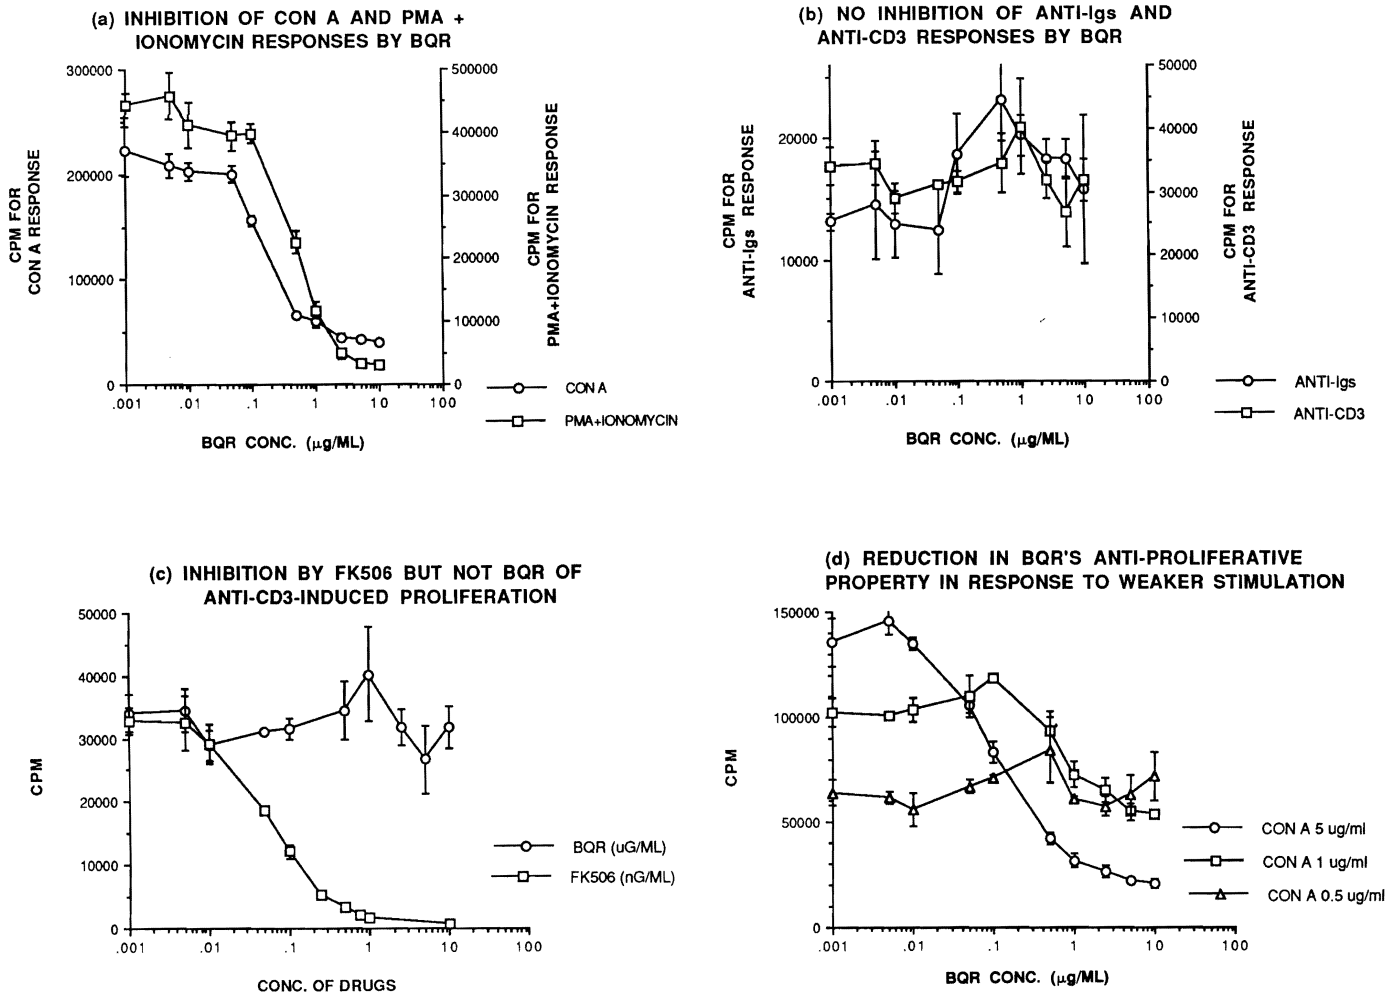 (a) INHIBITION OF CON A AND PMA +
IONOMYCIN RESPONSES BY BQR
300000
200000
100000
0
CPM FOR
CON A RESPONSE
500000
400000
300000
200000
100000
0
CPM FOR
PMA+IONOMYCIN RESPONSE
.001 .01 .1 1 10 100
BQR CONC. (μg/ML)
CON A
PMA+IONOMYCIN
(b) NO INHIBITION OF ANTI-Igs AND
ANTI-CD3 RESPONSES BY BQR
20000
10000
0
CPM FOR
ANTI-Igs RESPONSE
50000
40000
30000
20000
10000
0
CPM FOR
ANTI-CD3 RESPONSE
.001 .01 .1 1 10 100
BQR CONC. (μg/ML)
ANTI-Igs
ANTI-CD3
(c) INHIBITION BY FK506 BUT NOT BQR OF
ANTI-CD3-INDUCED PROLIFERATION
50000
40000
30000
20000
10000
0
CPM
.001 .01 .1 1 10 100
CONC. OF DRUGS
BQR (uG/ML)
FK506 (nG/ML)
(d) REDUCTION IN BQR'S ANTI-PROLIFERATIVE
PROPERTY IN RESPONSE TO WEAKER STIMULATION
150000
100000
50000
0
CPM
.001 .01 .1 1 10 100
BQR CONC. (μg/ML)
CON A 5 ug/ml
CON A 1 ug/ml
CON A 0.5 ug/ml